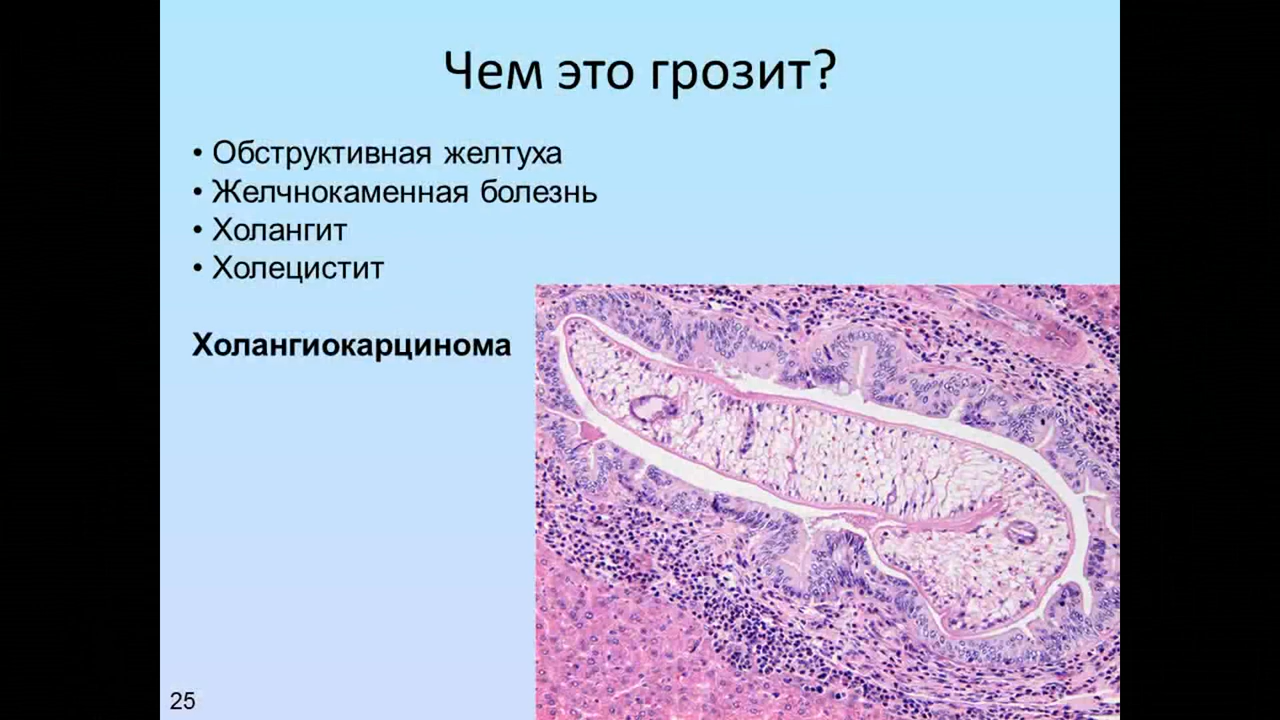 Чем это грозит?
• Обструктивная желтуха
• Желчнокаменная болезнь
• Холангит
• Холецистит
Холангиокарцинома
25